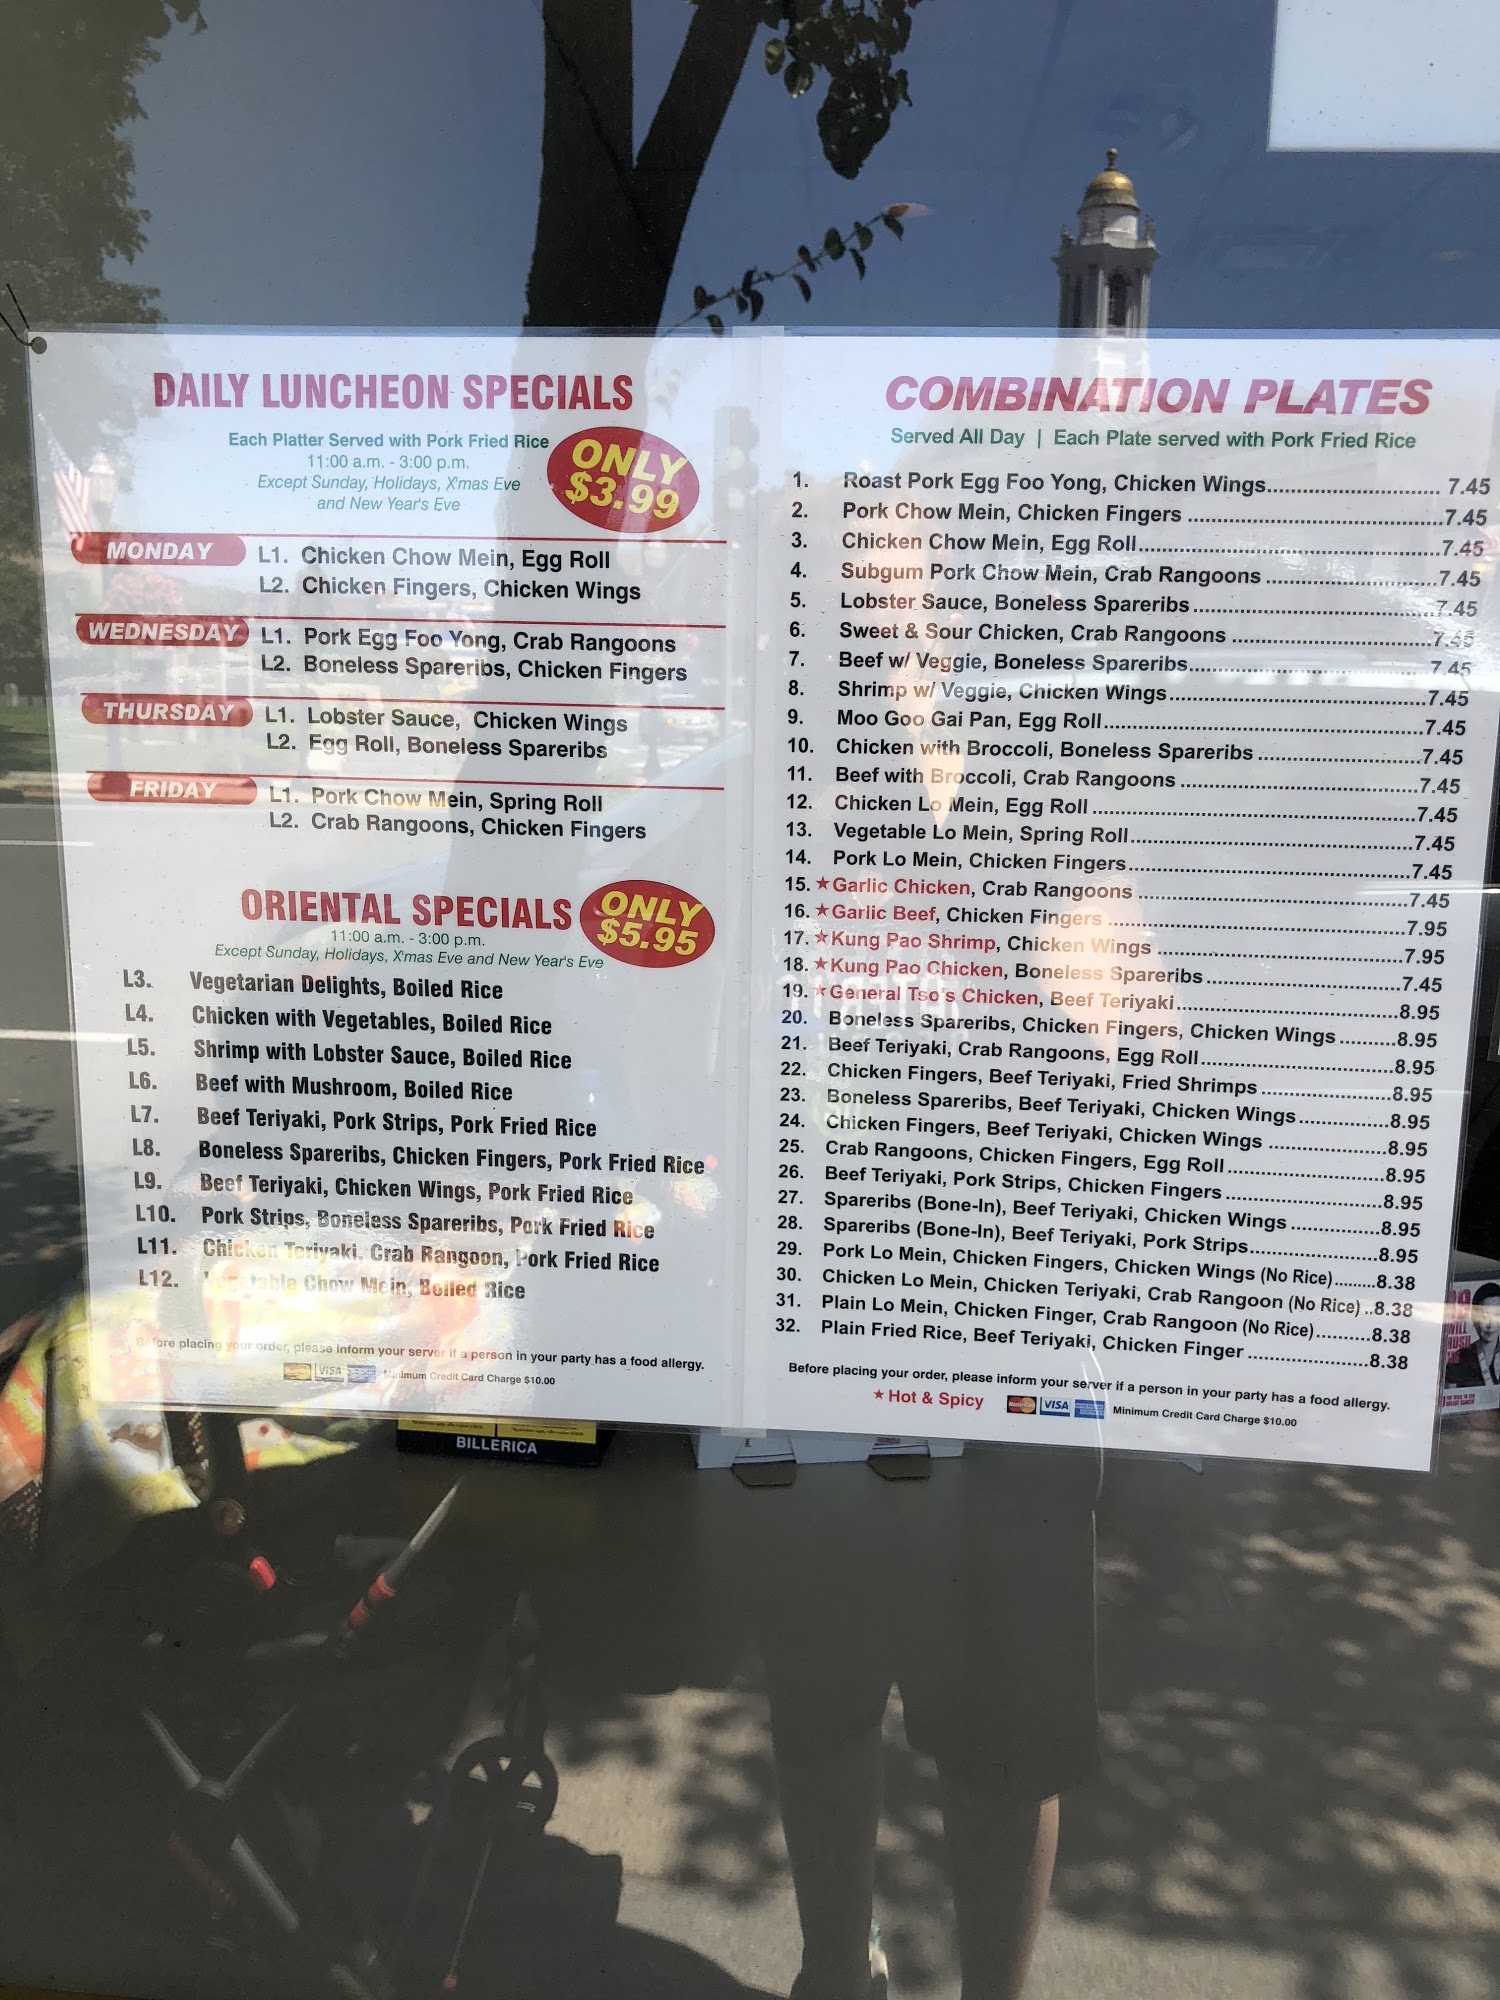 DAILY LUNCHEON SPECIALS
Each Platter Served with Pork Fried Rice
11:00 a.m. - 3:00 p.m.
Except Sunday, Holidays, X'mas Eve
and New Year's Eve
ONLY
$3.99
MONDAY
L1. Chicken Chow Mein, Egg Roll
L2. Chicken Fingers, Chicken Wings
WEDNESDAY
L1. Pork Egg Foo Yong, Crab Rangoons
L2. Boneless Spareribs, Chicken Fingers
THURSDAY
L1. Lobster Sauce, Chicken Wings
L2. Egg Roll, Boneless Spareribs
FRIDAY
L1. Pork Chow Mein, Spring Roll
L2. Crab Rangoons, Chicken Fingers
ORIENTAL SPECIALS
ONLY
$5.95
11:00 a.m. - 3:00 p.m.
Except Sunday, Holidays, X'mas Eve and New Year's Eve
L3. Vegetarian Delights, Boiled Rice
L4. Chicken with Vegetables, Boiled Rice
L5. Shrimp with Lobster Sauce, Boiled Rice
L6. Beef with Mushroom, Boiled Rice
L7. Beef Teriyaki, Pork Strips, Pork Fried Rice
L8. Boneless Spareribs, Chicken Fingers, Pork Fried Rice
L9. Beef Teriyaki, Chicken Wings, Pork Fried Rice
L10. Pork Strips, Boneless Spareribs, Pork Fried Rice
L11. Chicken Teriyaki, Crab Rangoon, Pork Fried Rice
L12. Vegetable Chow Mein, Boiled Rice
Before placing your order, please inform your server if a person in your party has a food allergy.
VISA Minimum Credit Card Charge $10.00
COMBINATION PLATES
Served All Day | Each Plate served with Pork Fried Rice
1. Roast Pork Egg Foo Yong, Chicken Wings 7.45
2. Pork Chow Mein, Chicken Fingers 7.45
3. Chicken Chow Mein, Egg Roll 7.45
4. Subgum Pork Chow Mein, Crab Rangoons 7.45
5. Lobster Sauce, Boneless Spareribs 7.45
6. Sweet & Sour Chicken, Crab Rangoons 7.45
7. Beef w/ Veggie, Boneless Spareribs 7.45
8. Shrimp w/ Veggie, Chicken Wings 7.45
9. Moo Goo Gai Pan, Egg Roll 7.45
10. Chicken with Broccoli, Boneless Spareribs 7.45
11. Beef with Broccoli, Crab Rangoons 7.45
12. Chicken Lo Mein, Egg Roll 7.45
13. Vegetable Lo Mein, Spring Roll 7.45
14. Pork Lo Mein, Chicken Fingers 7.45
15. ★Garlic Chicken, Crab Rangoons 7.45
16. ★Garlic Beef, Chicken Fingers 7.95
17. ★Kung Pao Shrimp, Chicken Wings 7.95
18. ★Kung Pao Chicken, Boneless Spareribs 7.45
19. ★General Tso's Chicken, Beef Teriyaki 8.95
20. Boneless Spareribs, Chicken Fingers, Chicken Wings 8.95
21. Beef Teriyaki, Crab Rangoons, Egg Roll 8.95
22. Chicken Fingers, Beef Teriyaki, Fried Shrimps 8.95
23. Boneless Spareribs, Beef Teriyaki, Chicken Wings 8.95
24. Chicken Fingers, Beef Teriyaki, Chicken Wings 8.95
25. Crab Rangoons, Chicken Fingers, Egg Roll 8.95
26. Beef Teriyaki, Pork Strips, Chicken Fingers 8.95
27. Spareribs (Bone-In), Beef Teriyaki, Chicken Wings 8.95
28. Spareribs (Bone-In), Beef Teriyaki, Pork Strips 8.95
29. Pork Lo Mein, Chicken Fingers, Chicken Wings (No Rice) 8.38
30. Chicken Lo Mein, Chicken Teriyaki, Crab Rangoon (No Rice) 8.38
31. Plain Lo Mein, Chicken Finger, Crab Rangoon (No Rice) 8.38
32. Plain Fried Rice, Beef Teriyaki, Chicken Finger 8.38
Before placing your order, please inform your server if a person in your party has a food allergy.
★ Hot & Spicy MasterCard VISA Minimum Credit Card Charge $10.00
BILLERICA